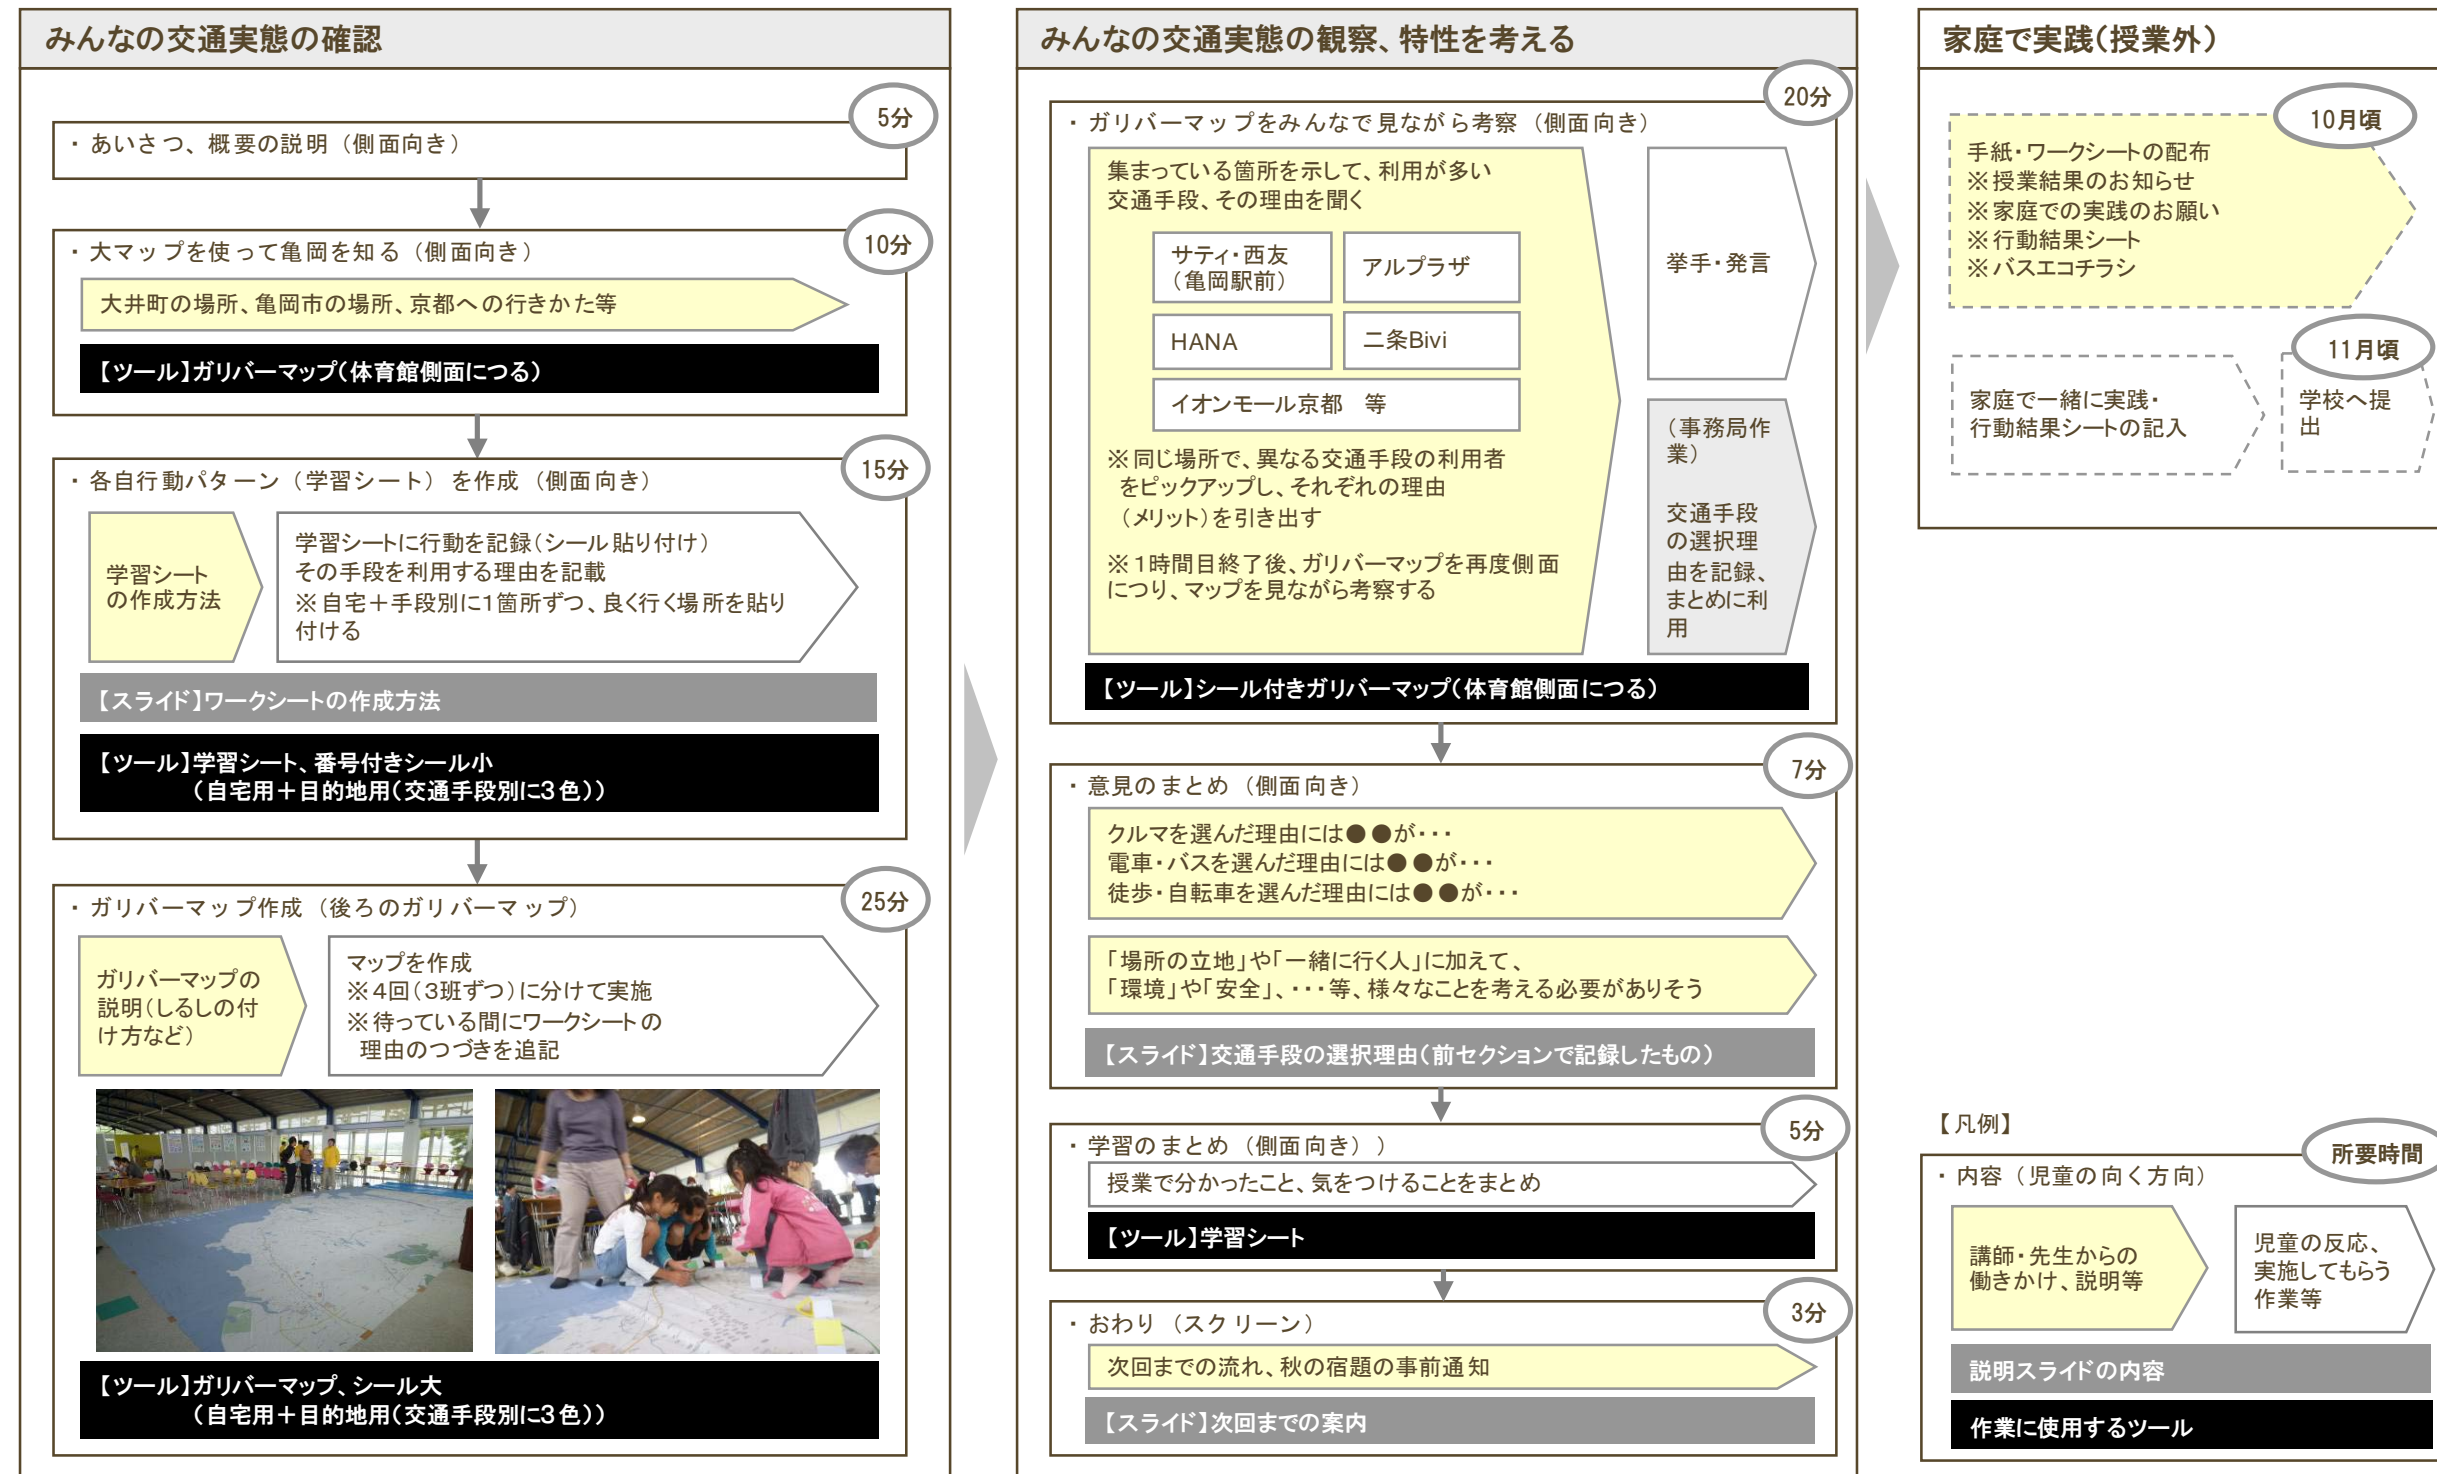 みんなの交通実態の確認
5分
・あいさつ、概要の説明（側面向き）
10分
・大マップを使って亀岡を知る（側面向き）
大井町の場所、亀岡市の場所、京都への行きかた等
【ツール】ガリバーマップ（体育館側面につる）
15分
・各自行動パターン（学習シート）を作成（側面向き）
学習シート
の作成方法
学習シートに行動を記録（シール貼り付け）
その手段を利用する理由を記載
※自宅＋手段別に1箇所ずつ、良く行く場所を貼り
付ける
【スライド】ワークシートの作成方法
【ツール】学習シート、番号付きシール小
（自宅用＋目的地用（交通手段別に3色））
25分
・ガリバーマップ作成（後ろのガリバーマップ）
ガリバーマップの
説明（しるしの付
け方など）
マップを作成
※4回（3班ずつ）に分けて実施
※待っている間にワークシートの
理由のつづきを追記
【ツール】ガリバーマップ、シール大
（自宅用＋目的地用（交通手段別に3色））
みんなの交通実態の観察、特性を考える
20分
・ガリバーマップをみんなで見ながら考察（側面向き）
集まっている箇所を示して、利用が多い
交通手段、その理由を聞く
サティ・西友
（亀岡駅前）
アルプラザ
HANA
二条Bivi
イオンモール京都　等
※同じ場所で、異なる交通手段の利用者
をピックアップし、それぞれの理由
（メリット）を引き出す
※1時間目終了後、ガリバーマップを再度側面
につり、マップを見ながら考察する
挙手・発言
（事務局作
業）
交通手段
の選択理
由を記録、
まとめに利
用
【ツール】シール付きガリバーマップ（体育館側面につる）
7分
・意見のまとめ（側面向き）
クルマを選んだ理由には●●が・・・
電車・バスを選んだ理由には●●が・・・
徒歩・自転車を選んだ理由には●●が・・・
「場所の立地」や「一緒に行く人」に加えて、
「環境」や「安全」、・・・等、様々なことを考える必要がありそう
【スライド】交通手段の選択理由（前セクションで記録したもの）
5分
・学習のまとめ（側面向き））
授業で分かったこと、気をつけることをまとめ
【ツール】学習シート
3分
・おわり（スクリーン）
次回までの流れ、秋の宿題の事前通知
【スライド】次回までの案内
家庭で実践（授業外）
10月頃
手紙・ワークシートの配布
※授業結果のお知らせ
※家庭での実践のお願い
※行動結果シート
※バスエコチラシ
11月頃
家庭で一緒に実践・
行動結果シートの記入
学校へ提
出
【凡例】
所要時間
・内容（児童の向く方向）
講師・先生からの
働きかけ、説明等
児童の反応、
実施してもらう
作業等
説明スライドの内容
作業に使用するツール